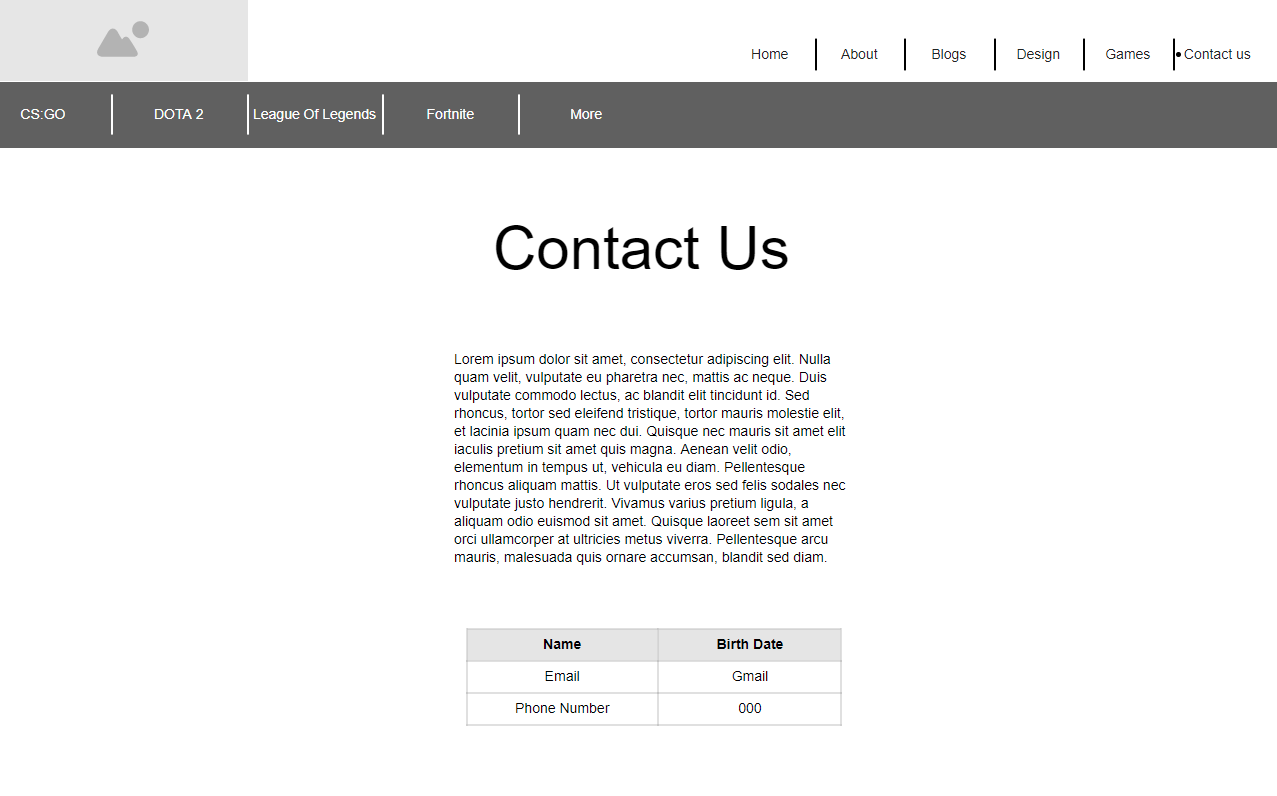 Home About Blogs Design Games • Contact us
CS:GO DOTA 2 League Of Legends Fortnite More
Contact Us
Lorem ipsum dolor sit amet, consectetur adipiscing elit. Nulla
quam velit, vulputate eu pharetra nec, mattis ac neque. Duis
vulputate commodo lectus, ac blandit elit tincidunt id. Sed
rhoncus, tortor sed eleifend tristique, tortor mauris molestie elit,
et lacinia ipsum quam nec dui. Quisque nec mauris sit amet elit
iaculis pretium sit amet quis magna. Aenean velit odio,
elementum in tempus ut, vehicula eu diam. Pellentesque
rhoncus aliquam mattis. Ut vulputate eros sed felis sodales nec
vulputate justo hendrerit. Vivamus varius pretium ligula, a
aliquam odio euismod sit amet. Quisque laoreet sem sit amet
orci ullamcorper at ultricies metus viverra. Pellentesque arcu
mauris, malesuada quis ornare accumsan, blandit sed diam.
Name Birth Date
Email Gmail
Phone Number 000